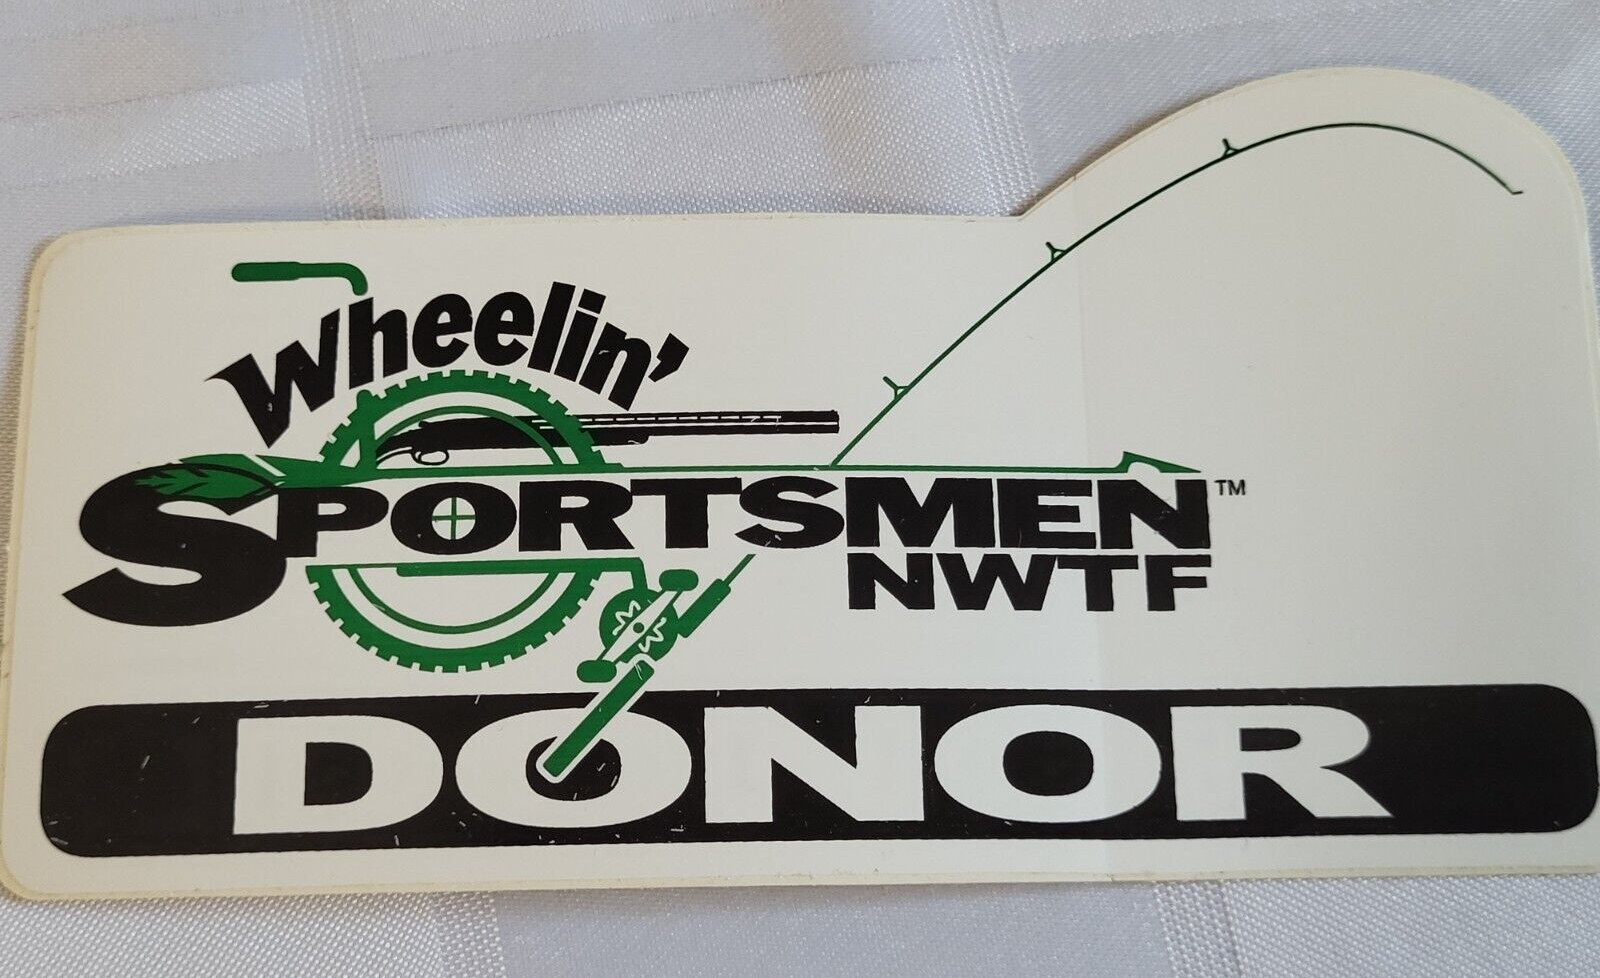 Wheelin'
SPORTSMEN™
NWTF
DONOR